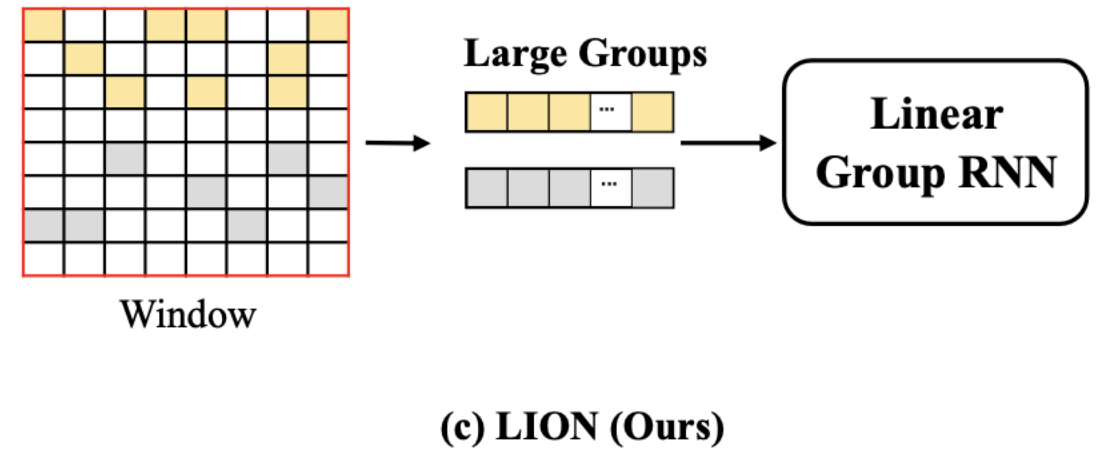 Large Groups
...
...
Linear
Group RNN
Window
(c) LION (Ours)